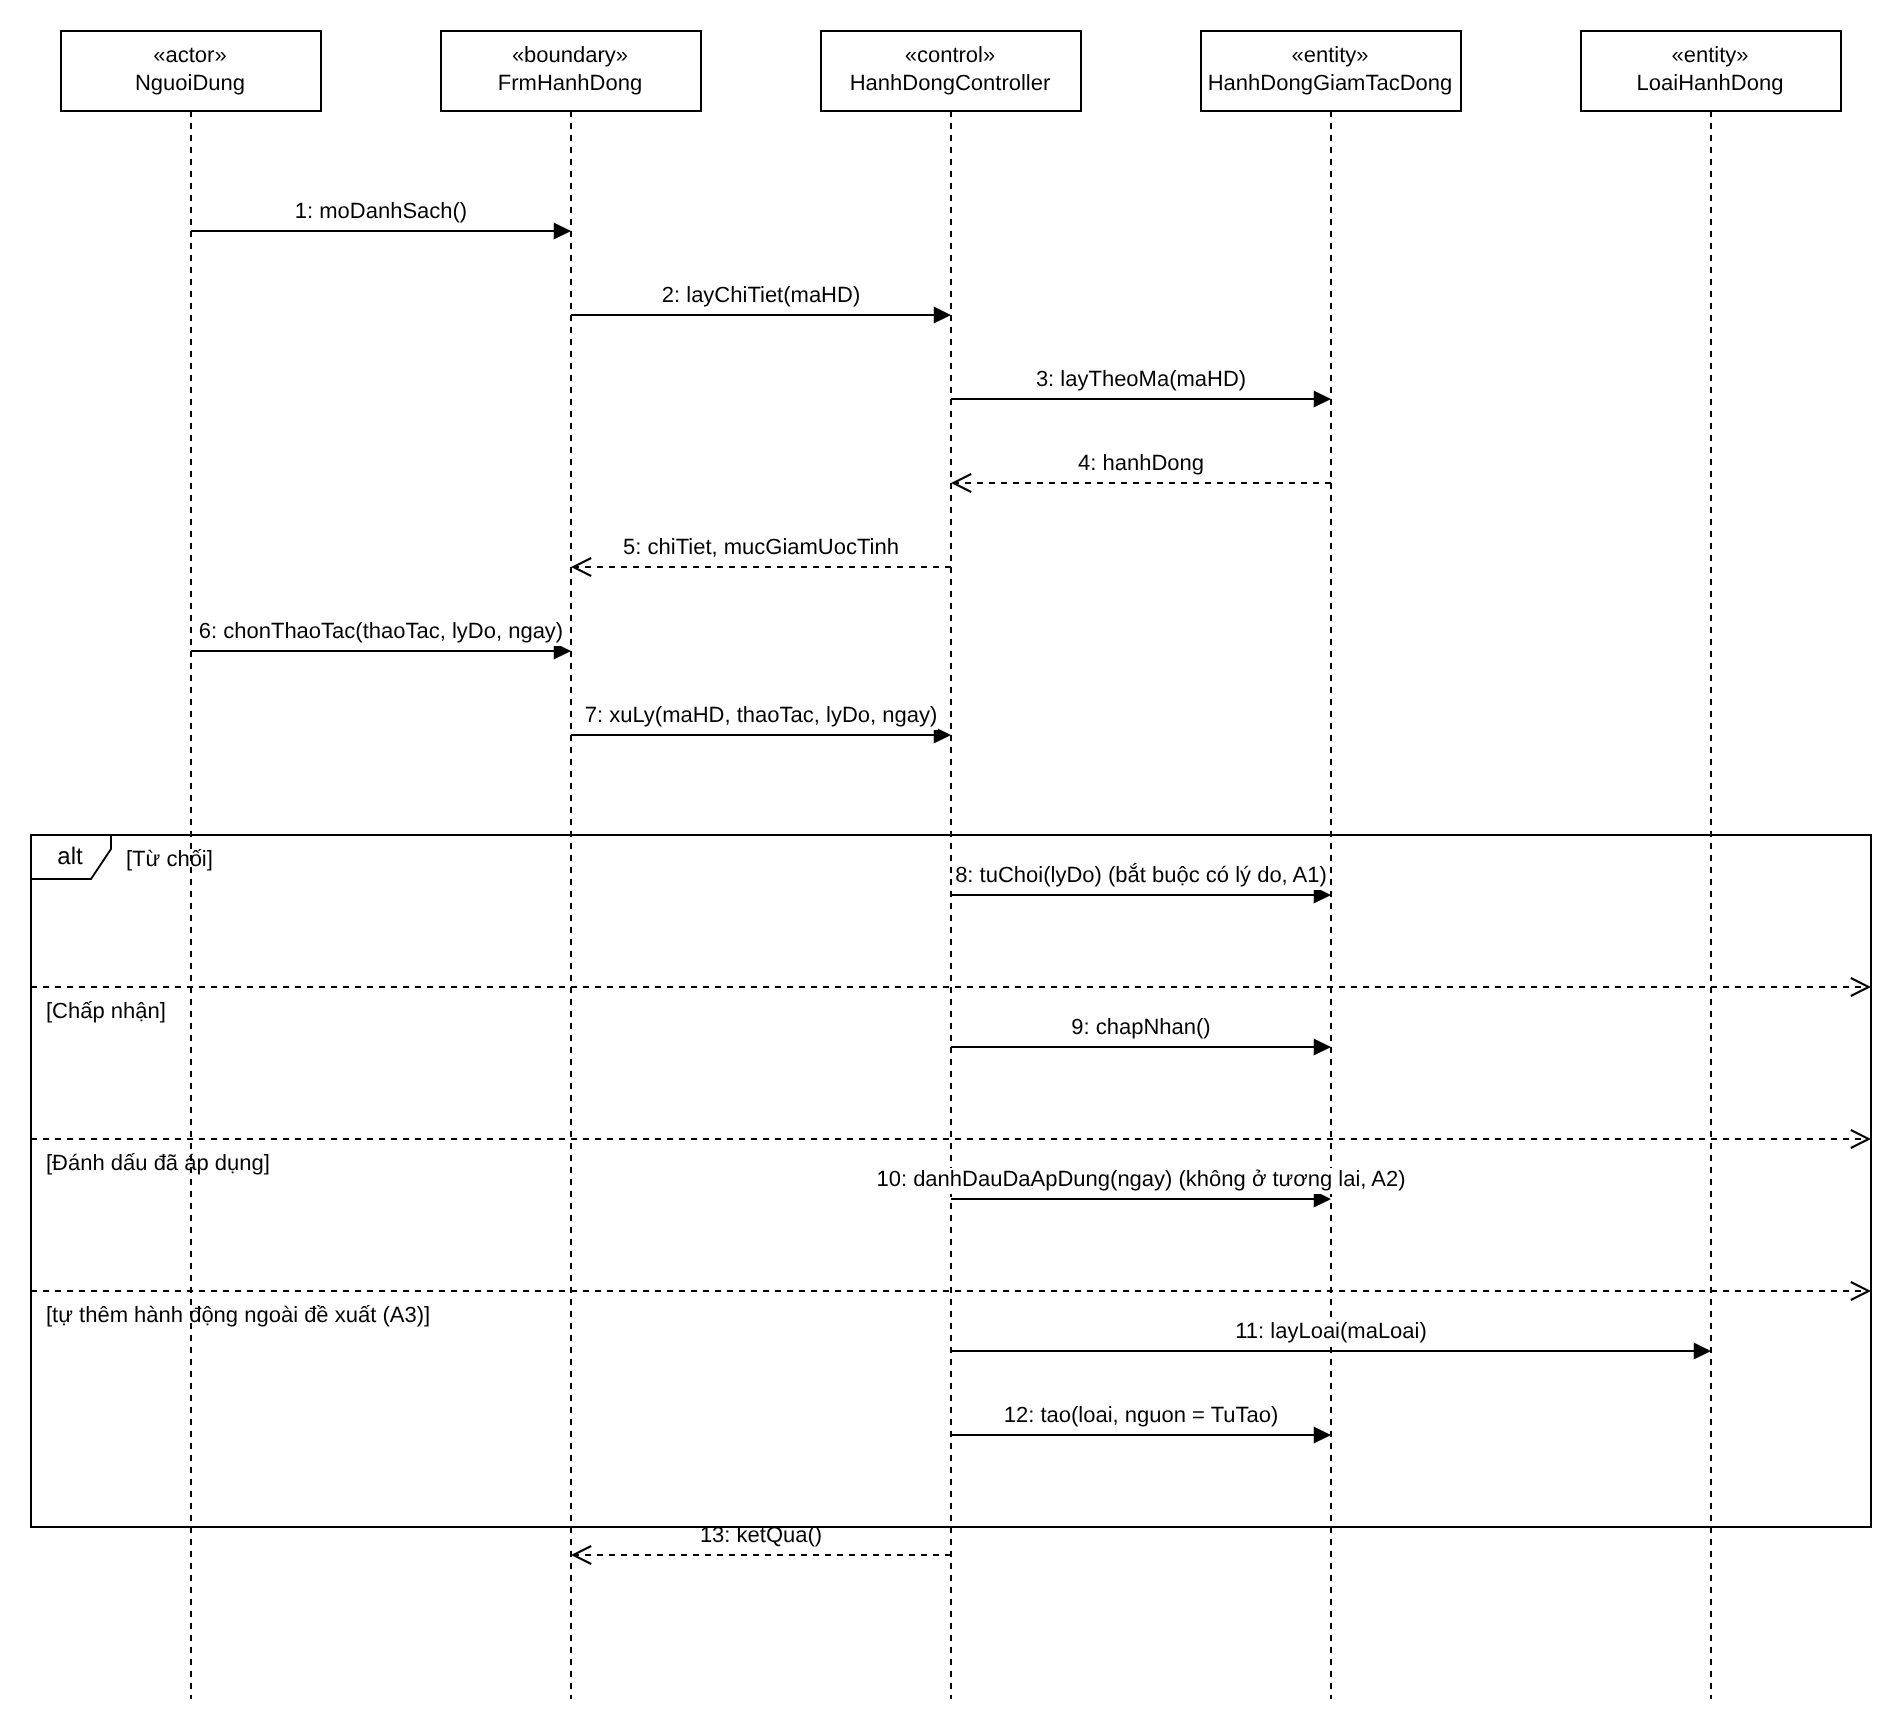 «actor»
NguoiDung
«boundary»
FrmHanhDong
«control»
HanhDongController
«entity»
HanhDongGiamTacDong
«entity»
LoaiHanhDong
1: moDanhSach()
2: layChiTiet(maHD)
3: layTheoMa(maHD)
4: hanhDong
5: chiTiet, mucGiamUocTinh
6: chonThaoTac(thaoTac, lyDo, ngay)
7: xuLy(maHD, thaoTac, lyDo, ngay)
alt
[Từ chối]
8: tuChoi(lyDo) (bắt buộc có lý do, A1)
[Chấp nhận]
9: chapNhan()
[Đánh dấu đã áp dụng]
10: danhDauDaApDung(ngay) (không ở tương lai, A2)
[tự thêm hành động ngoài đề xuất (A3)]
11: layLoai(maLoai)
12: tao(loai, nguon = TuTao)
13: ketQua()